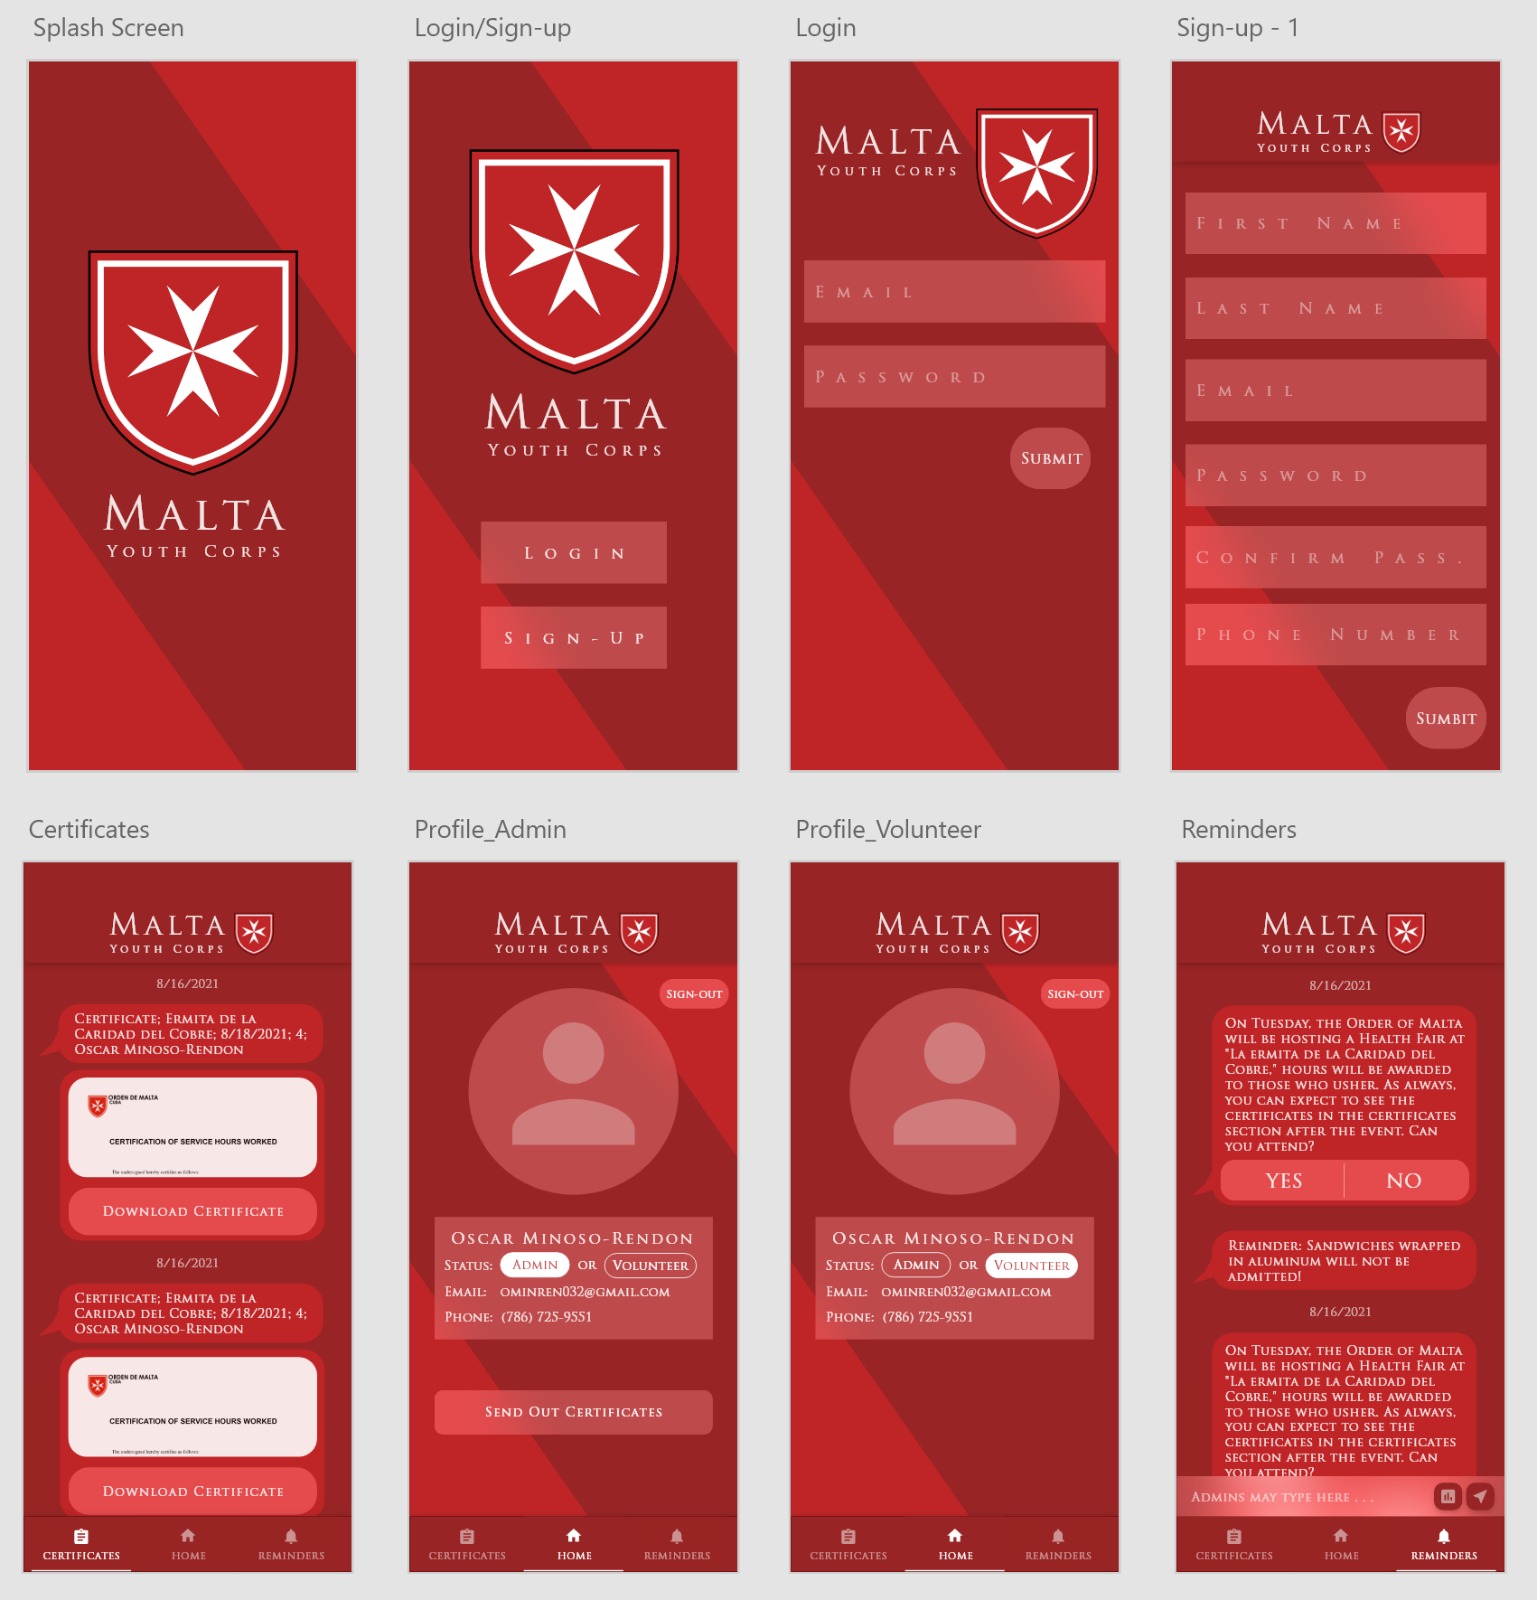 Splash Screen
MALTA
YOUTH CORPS
Login/Sign-up
MALTA
YOUTH CORPS
LOGIN
SIGN-UP
Login
MALTA
YOUTH CORPS
EMAIL
PASSWORD
SUBMIT
Sign-up - 1
MALTA
YOUTH CORPS
FIRST NAME
LAST NAME
EMAIL
PASSWORD
CONFIRM PASS.
PHONE NUMBER
SUMBIT
Certificates
MALTA
YOUTH CORPS
8/16/2021
CERTIFICATE; ERMITA DE LA
CARIDAD DEL COBRE; 8/18/2021; 4;
OSCAR MINOSO-RENDON
ORDEN DE MALTA
CUBA
CERTIFICATION OF SERVICE HOURS WORKED
The undersigned hereby certifies as follows:
DOWNLOAD CERTIFICATE
8/16/2021
CERTIFICATE; ERMITA DE LA
CARIDAD DEL COBRE; 8/18/2021; 4;
OSCAR MINOSO-RENDON
ORDEN DE MALTA
CUBA
CERTIFICATION OF SERVICE HOURS WORKED
The undersigned hereby certifies as follows:
DOWNLOAD CERTIFICATE
CERTIFICATES HOME REMINDERS
Profile_Admin
MALTA
YOUTH CORPS
SIGN-OUT
OSCAR MINOSO-RENDON
STATUS: ADMIN OR VOLUNTEER
EMAIL: OMINREN032@GMAIL.COM
PHONE: (786) 725-9551
SEND OUT CERTIFICATES
CERTIFICATES HOME REMINDERS
Profile_Volunteer
MALTA
YOUTH CORPS
SIGN-OUT
OSCAR MINOSO-RENDON
STATUS: ADMIN OR VOLUNTEER
EMAIL: OMINREN032@GMAIL.COM
PHONE: (786) 725-9551
CERTIFICATES HOME REMINDERS
Reminders
MALTA
YOUTH CORPS
8/16/2021
ON TUESDAY, THE ORDER OF MALTA
WILL BE HOSTING A HEALTH FAIR AT
"LA ERMITA DE LA CARIDAD DEL
COBRE," HOURS WILL BE AWARDED
TO THOSE WHO USHER. AS ALWAYS,
YOU CAN EXPECT TO SEE THE
CERTIFICATES IN THE CERTIFICATES
SECTION AFTER THE EVENT. CAN
YOU ATTEND?
YES NO
REMINDER: SANDWICHES WRAPPED
IN ALUMINUM WILL NOT BE
ADMITTED!
8/16/2021
ON TUESDAY, THE ORDER OF MALTA
WILL BE HOSTING A HEALTH FAIR AT
"LA ERMITA DE LA CARIDAD DEL
COBRE," HOURS WILL BE AWARDED
TO THOSE WHO USHER. AS ALWAYS,
YOU CAN EXPECT TO SEE THE
CERTIFICATES IN THE CERTIFICATES
SECTION AFTER THE EVENT. CAN
YOU ATTEND?
ADMINS MAY TYPE HERE . . .
CERTIFICATES HOME REMINDERS